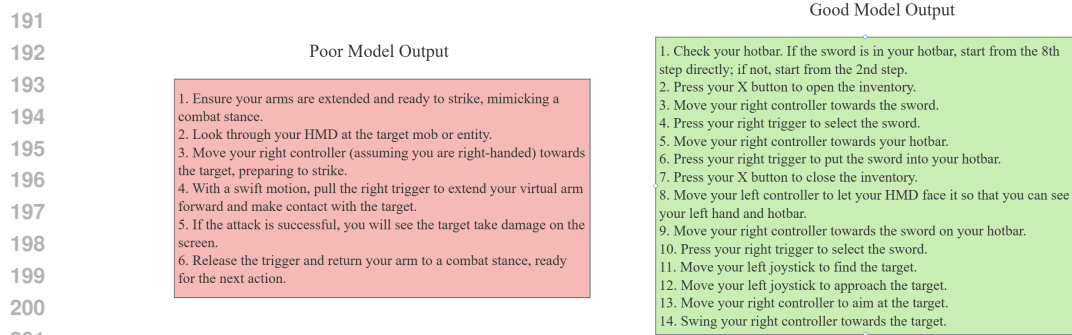 191
192
193
194
195
196
197
198
199
200
Poor Model Output
1. Ensure your arms are extended and ready to strike, mimicking a
combat stance.
2. Look through your HMD at the target mob or entity.
3. Move your right controller (assuming you are right-handed) towards
the target, preparing to strike.
4. With a swift motion, pull the right trigger to extend your virtual arm
forward and make contact with the target.
5. If the attack is successful, you will see the target take damage on the
screen.
6. Release the trigger and return your arm to a combat stance, ready
for the next action.
Good Model Output
1. Check your hotbar. If the sword is in your hotbar, start from the 8th
step directly; if not, start from the 2nd step.
2. Press your X button to open the inventory.
3. Move your right controller towards the sword.
4. Press your right trigger to select the sword.
5. Move your right controller towards your hotbar.
6. Press your right trigger to put the sword into your hotbar.
7. Press your X button to close the inventory.
8. Move your left controller to let your HMD face it so that you can see
your left hand and hotbar.
9. Move your right controller towards the sword on your hotbar.
10. Press your right trigger to select the sword.
11. Move your left joystick to find the target.
12. Move your left joystick to approach the target.
13. Move your right controller to aim at the target.
14. Swing your right controller towards the target.